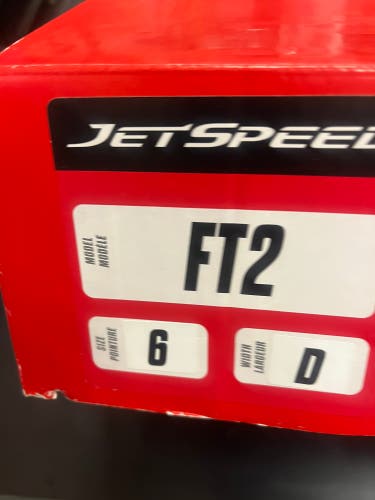 JETSPEED
MODEL
MODÈLE
FT2
SIZE
POINTURE
6
WIDTH
LARGEUR
D